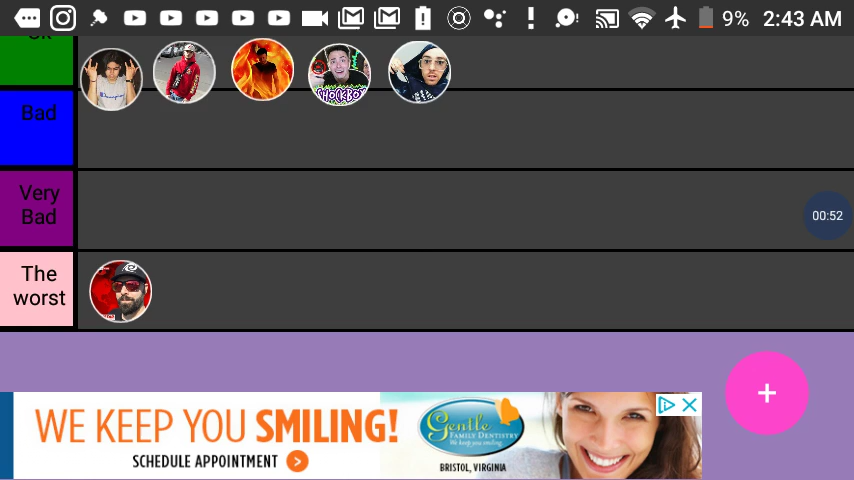 9% 2:43 AM
Ok
Bad
Very
Bad
00:52
The
worst
+
WE KEEP YOU SMILING!
SCHEDULE APPOINTMENT
Gentle
FAMILY DENTISTRY
We keep you smiling.
BRISTOL, VIRGINIA